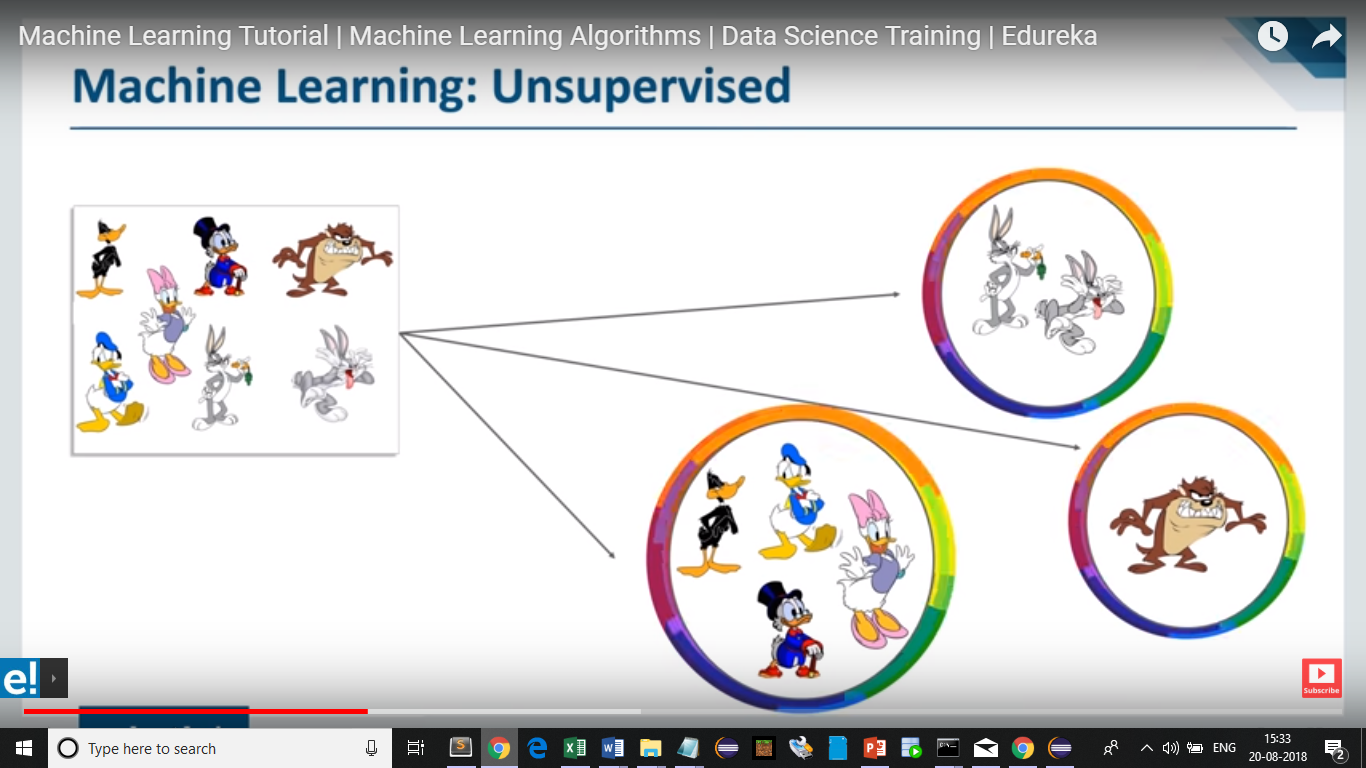 Machine Learning Tutorial | Machine Learning Algorithms | Data Science Training | Edureka
Machine Learning: Unsupervised
e!
Subscribe
Type here to search
S
e
X
W
P
ENG
15:33
20-08-2018
2